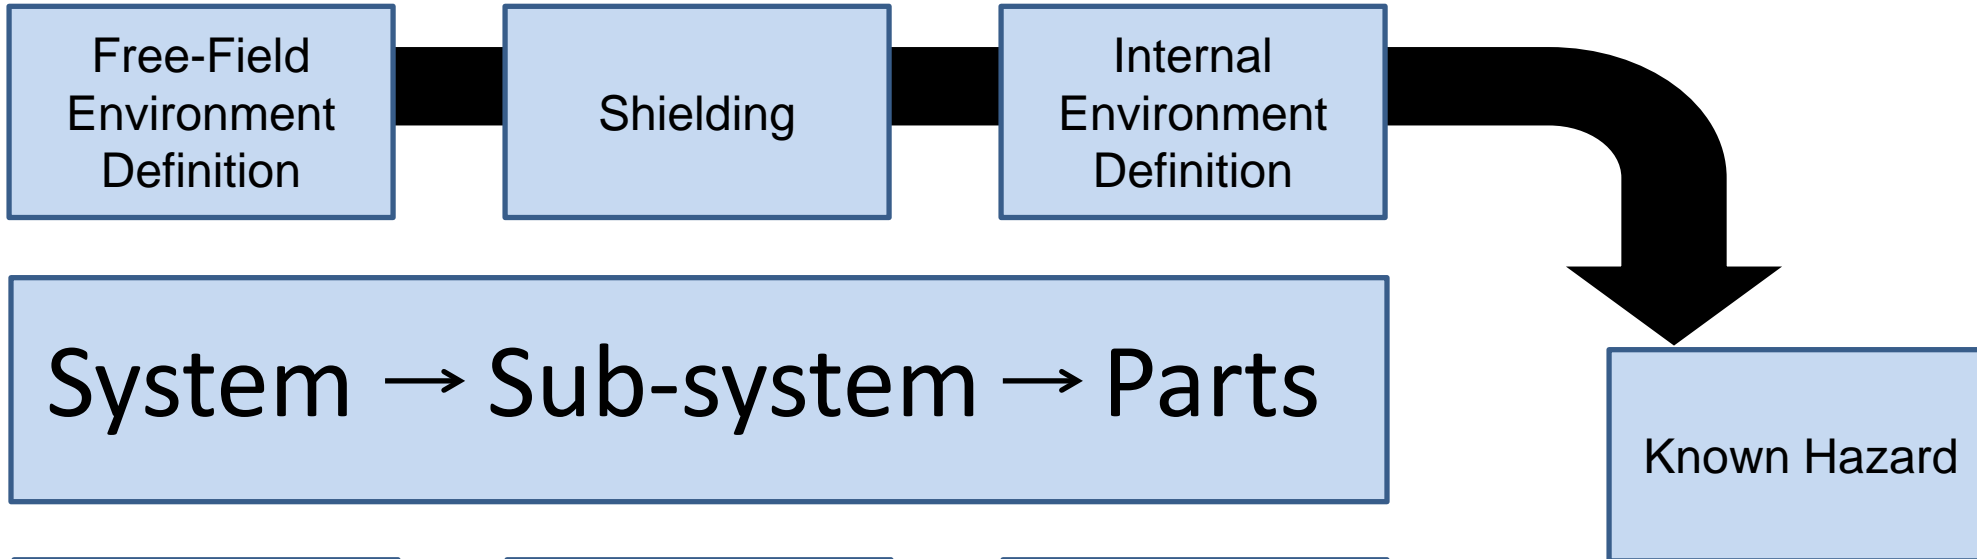 Free-Field
Environment
Definition
Shielding
Internal
Environment
Definition
System → Sub-system → Parts
Known Hazard